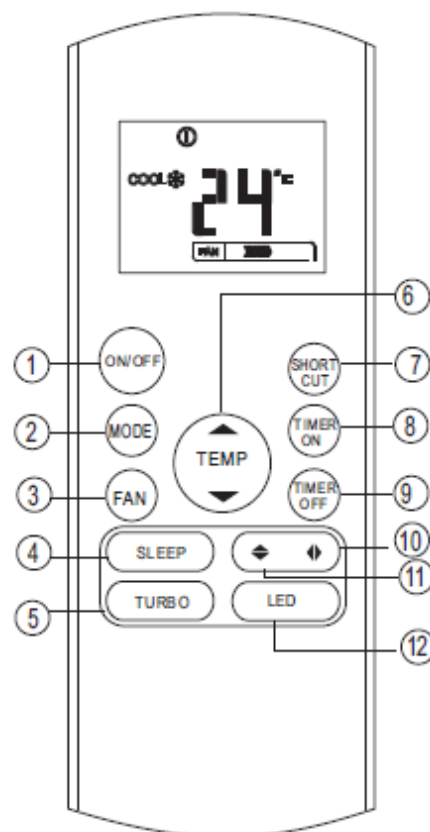 COOL
24°C
FAN
6
1
ON/OFF
SHORT
CUT
7
2
MODE
TEMP
TIMER
ON
8
3
FAN
TIMER
OFF
9
4
SLEEP
10
11
5
TURBO
LED
12